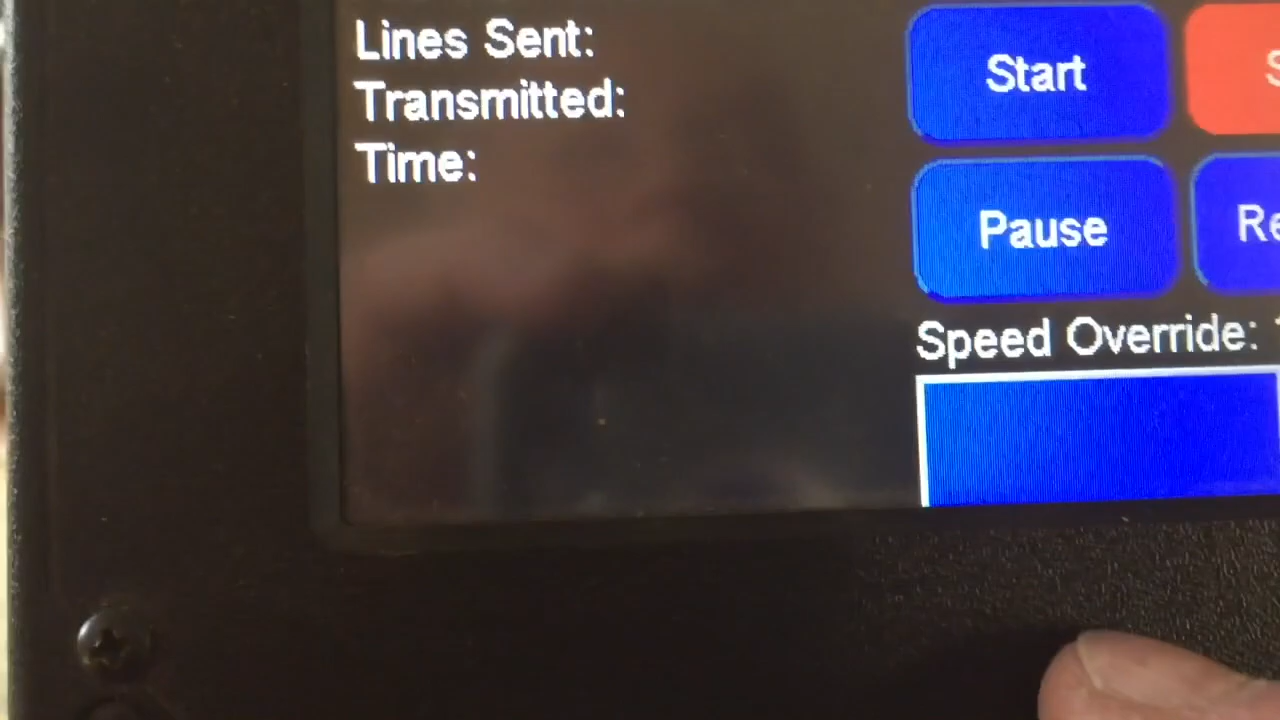 Lines Sent:
Transmitted:
Time:
Start
Pause
Speed Override: